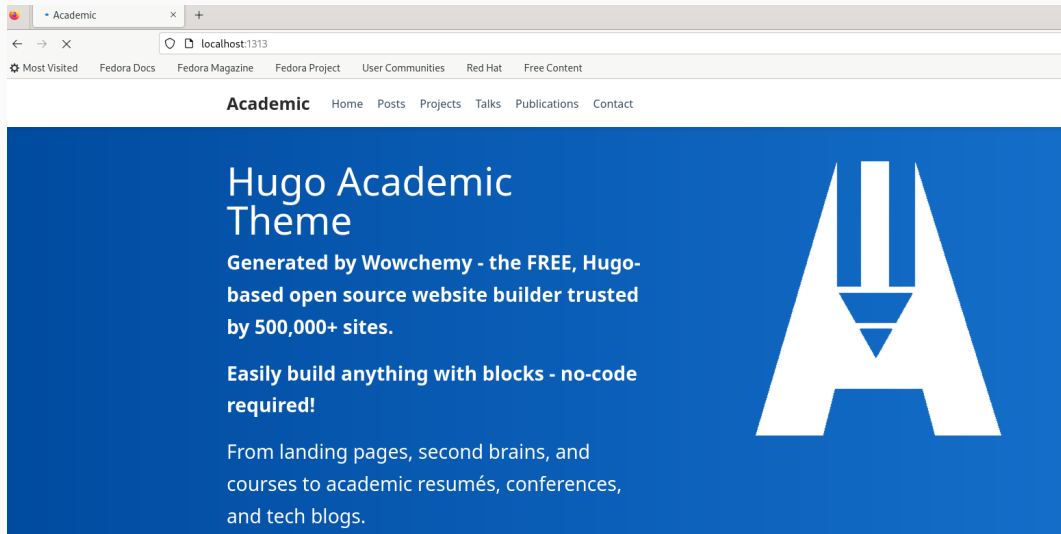 Academic
localhost:1313
Most Visited Fedora Docs Fedora Magazine Fedora Project User Communities Red Hat Free Content
Academic Home Posts Projects Talks Publications Contact
Hugo Academic
Theme
Generated by Wowchemy - the FREE, Hugo-
based open source website builder trusted
by 500,000+ sites.
Easily build anything with blocks - no-code
required!
From landing pages, second brains, and
courses to academic resumés, conferences,
and tech blogs.